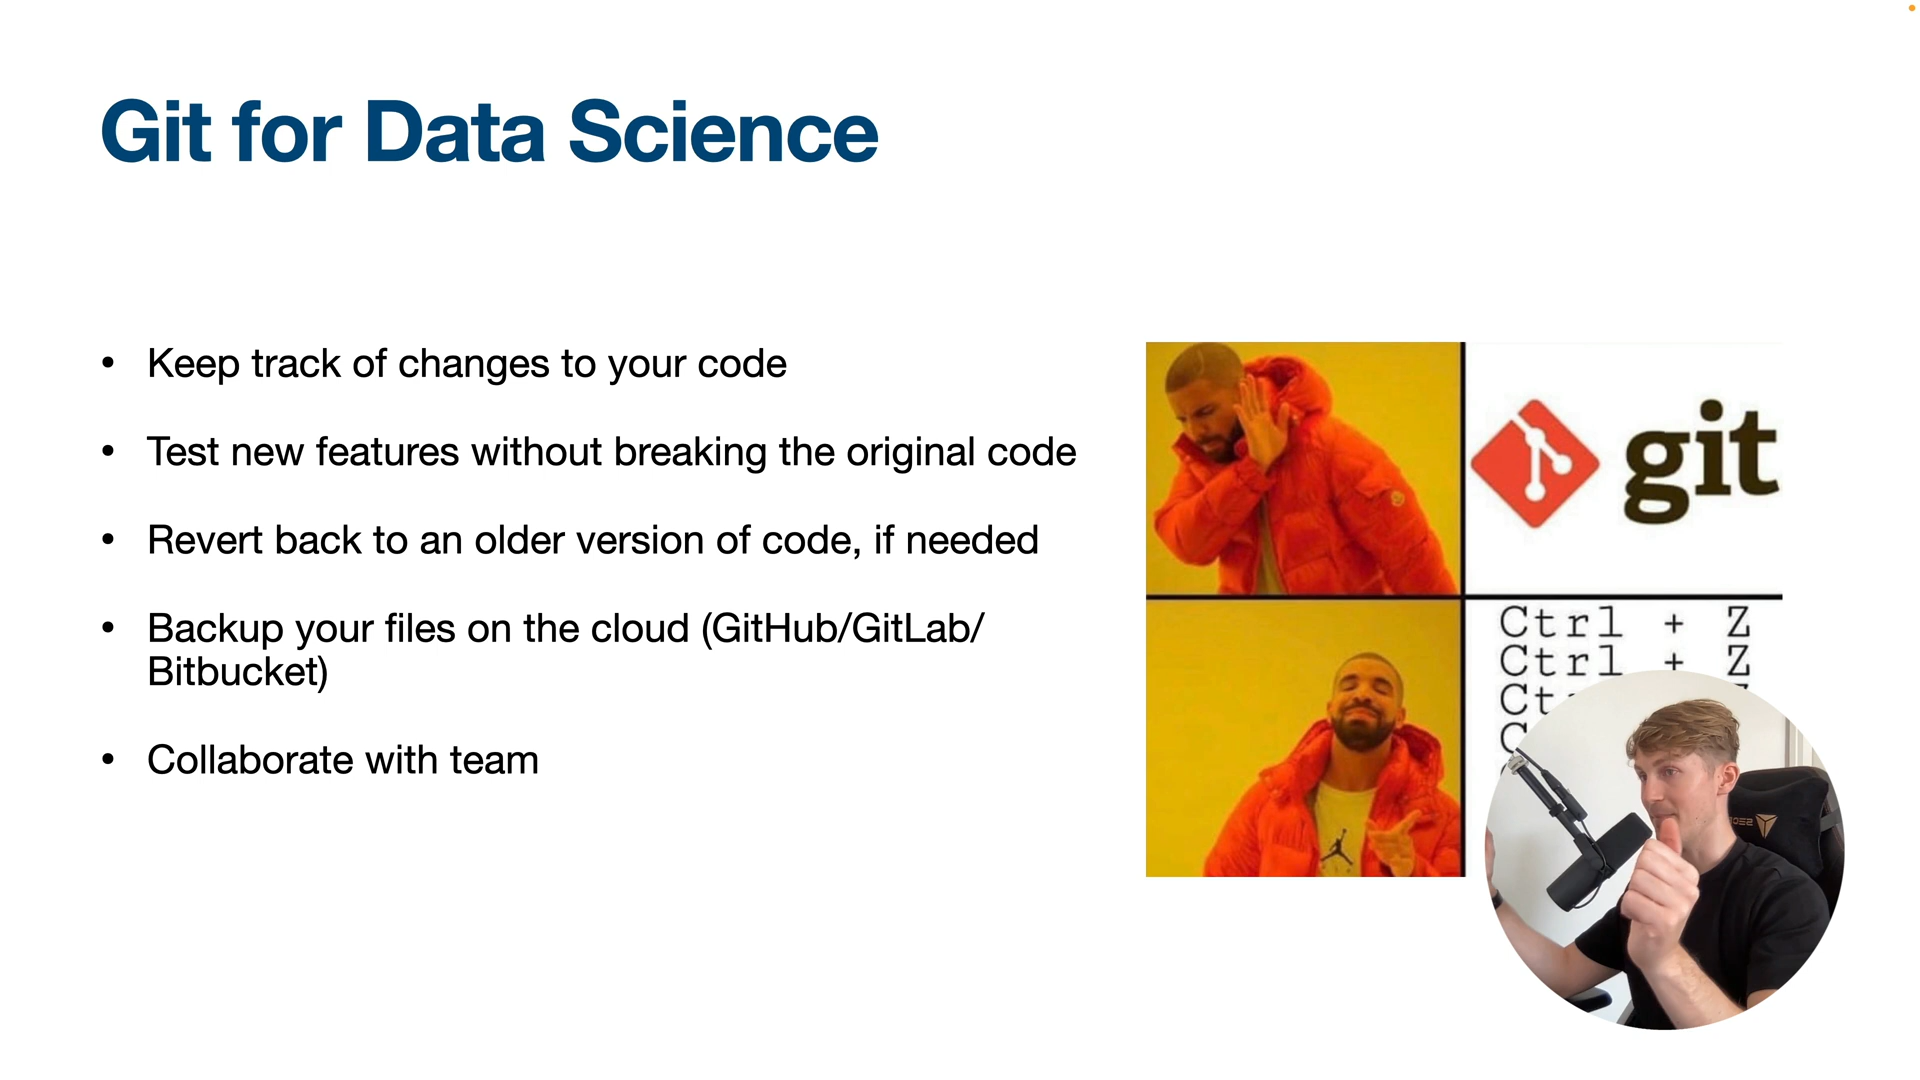 Git for Data Science
• Keep track of changes to your code
• Test new features without breaking the original code
• Revert back to an older version of code, if needed
• Backup your files on the cloud (GitHub/GitLab/
Bitbucket)
• Collaborate with team
git
Ctrl + Z
Ctrl + Z